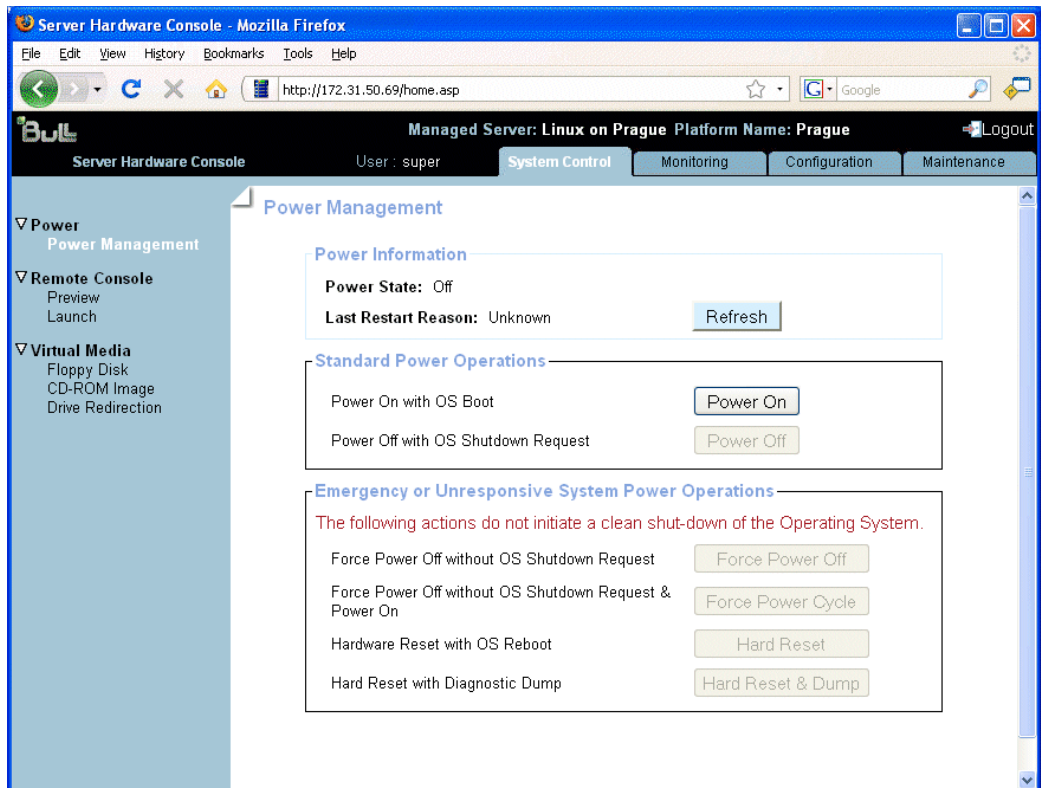 Server Hardware Console - Mozilla Firefox
File Edit View History Bookmarks Tools Help
http://172.31.50.69/home.asp
G Google
Bull
Managed Server: Linux on Prague Platform Name: Prague
Logout
Server Hardware Console
User : super
System Control
Monitoring
Configuration
Maintenance
Power
Power Management
Remote Console
Preview
Launch
Virtual Media
Floppy Disk
CD-ROM Image
Drive Redirection
Power Management
Power Information
Power State: Off
Last Restart Reason: Unknown
Refresh
Standard Power Operations
Power On with OS Boot
Power On
Power Off with OS Shutdown Request
Power Off
Emergency or Unresponsive System Power Operations
The following actions do not initiate a clean shut-down of the Operating System.
Force Power Off without OS Shutdown Request
Force Power Off
Force Power Off without OS Shutdown Request &
Power On
Force Power Cycle
Hardware Reset with OS Reboot
Hard Reset
Hard Reset with Diagnostic Dump
Hard Reset & Dump